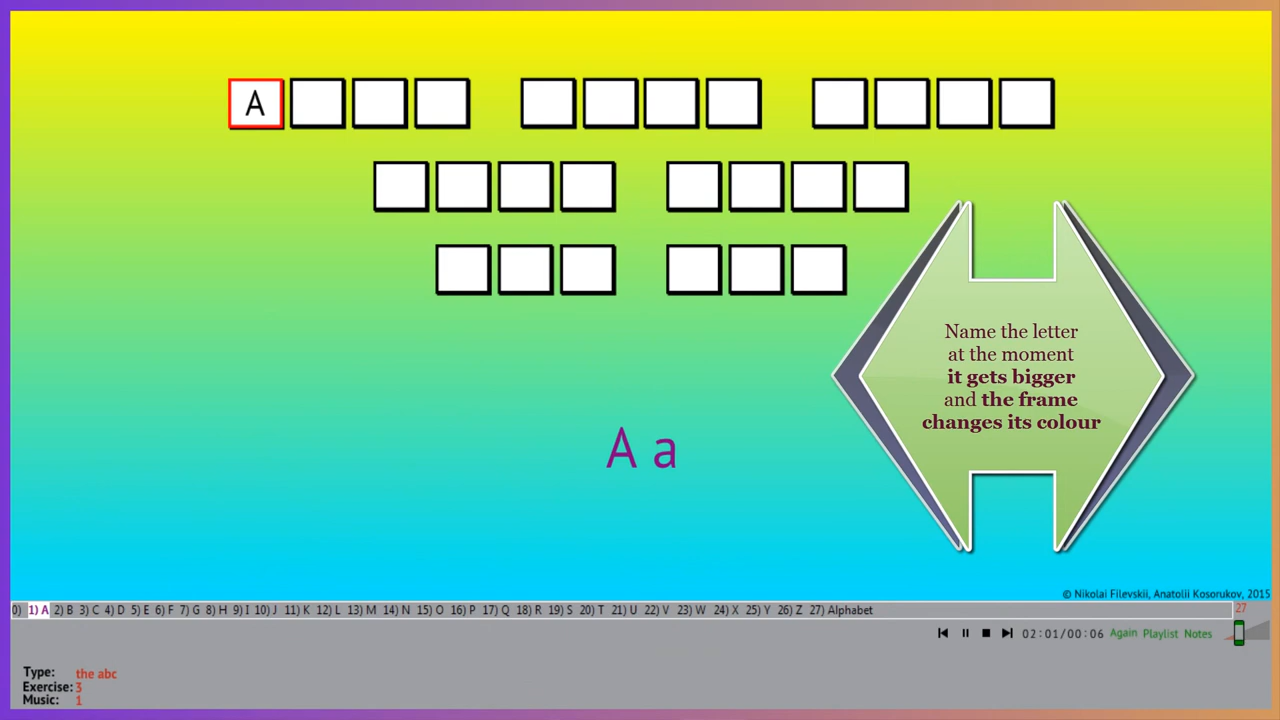 A
Name the letter
at the moment
it gets bigger
and the frame
changes its colour
A a
© Nikolai Filevskii, Anatolii Kosorukov, 2015
0) 1) A 2) B 3) C 4) D 5) E 6) F 7) G 8) H 9) I 10) J 11) K 12) L 13) M 14) N 15) O 16) P 17) Q 18) R 19) S 20) T 21) U 22) V 23) W 24) X 25) Y 26) Z 27) Alphabet 27
02:01/00:06 Again Playlist Notes
Type: the abc
Exercise: 3
Music: 1